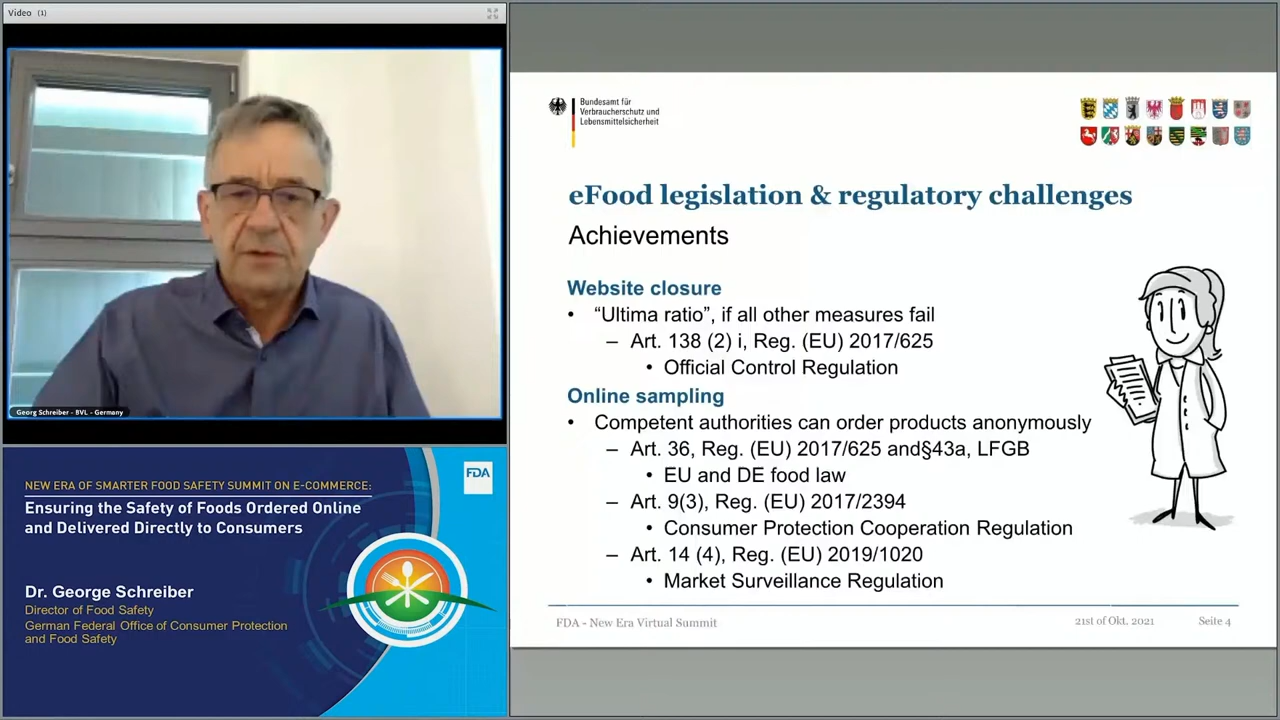 Video (1)
Georg Schreiber - BVL - Germany
NEW ERA OF SMARTER FOOD SAFETY SUMMIT ON E-COMMERCE:
Ensuring the Safety of Foods Ordered Online
and Delivered Directly to Consumers
FDA
Dr. George Schreiber
Director of Food Safety
German Federal Office of Consumer Protection
and Food Safety
Bundesamt für
Verbraucherschutz und
Lebensmittelsicherheit
eFood legislation & regulatory challenges
Achievements
Website closure
• “Ultima ratio”, if all other measures fail
– Art. 138 (2) i, Reg. (EU) 2017/625
• Official Control Regulation
Online sampling
• Competent authorities can order products anonymously
– Art. 36, Reg. (EU) 2017/625 and§43a, LFGB
• EU and DE food law
– Art. 9(3), Reg. (EU) 2017/2394
• Consumer Protection Cooperation Regulation
– Art. 14 (4), Reg. (EU) 2019/1020
• Market Surveillance Regulation
FDA - New Era Virtual Summit
21st of Okt. 2021
Seite 4